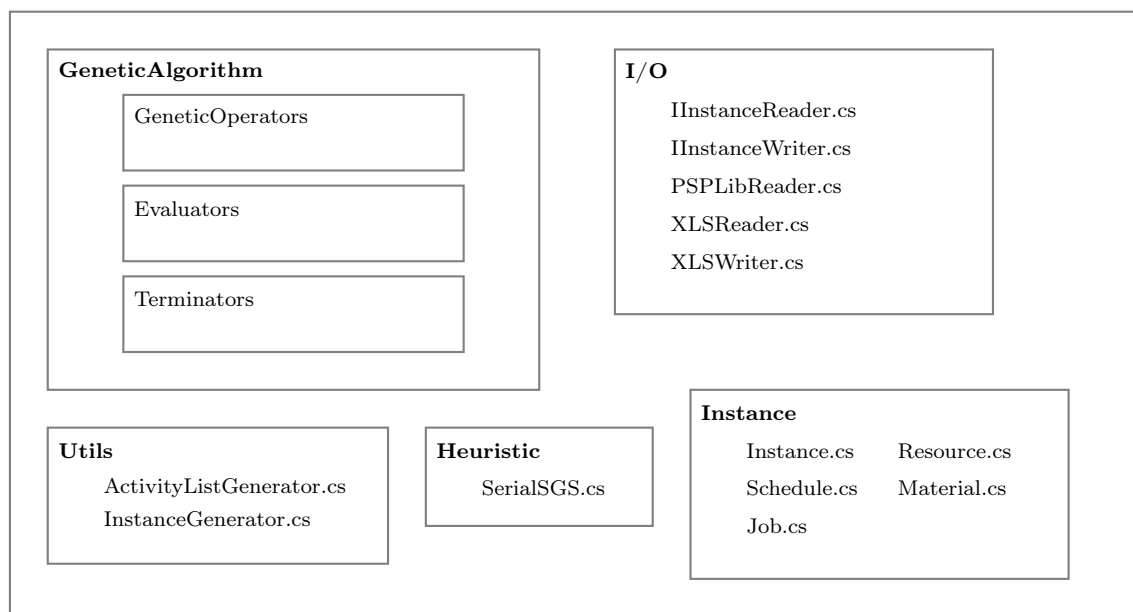 GeneticAlgorithm
GeneticOperators
Evaluators
Terminators
I/O
IInstanceReader.cs
IInstanceWriter.cs
PSPLibReader.cs
XLSReader.cs
XLSWriter.cs
Utils
ActivityListGenerator.cs
InstanceGenerator.cs
Heuristic
SerialSGS.cs
Instance
Instance.cs Resource.cs
Schedule.cs Material.cs
Job.cs